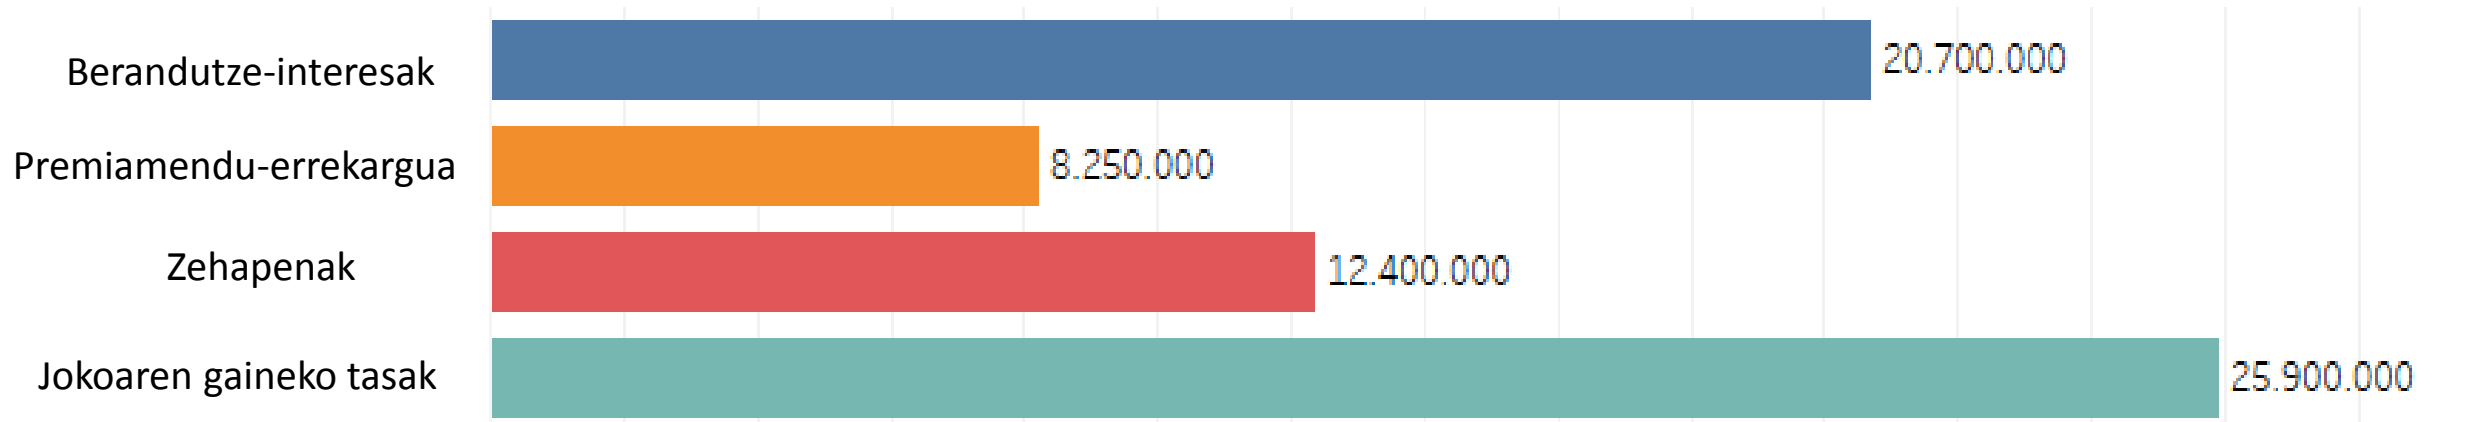 Berandutze-interesak 20.700.000
Premiamendu-errekargua 8.250.000
Zehapenak 12.400.000
Jokoaren gaineko tasak 25.900.000